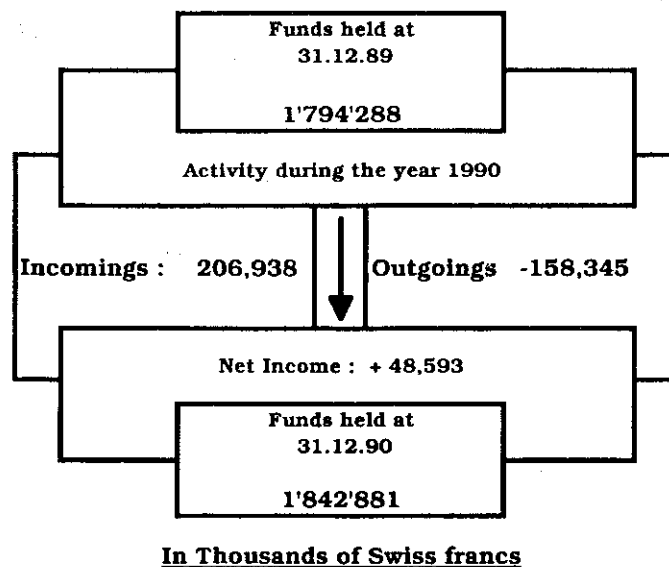 Funds held at
31.12.89
1'794'288
Activity during the year 1990
Incomings : 206,938 Outgoings -158,345
Net Income : + 48,593
Funds held at
31.12.90
1'842'881
In Thousands of Swiss francs